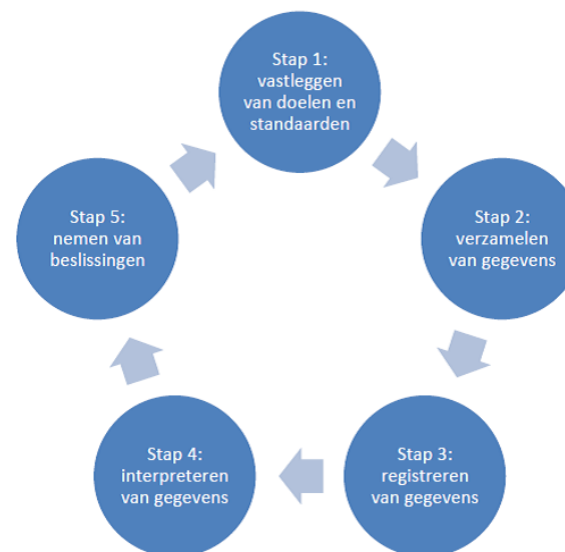 Stap 1:
vastleggen
van doelen en
standaarden
Stap 2:
verzamelen
van gegevens
Stap 3:
registreren
van gegevens
Stap 4:
interpreteren
van gegevens
Stap 5:
nemen van
beslissingen